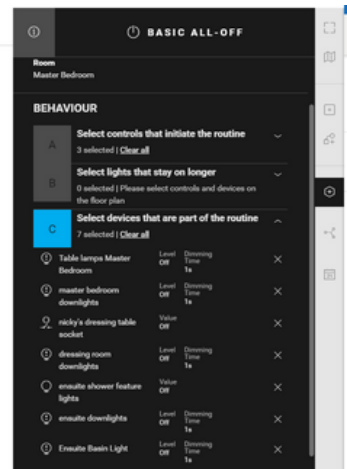 BASIC ALL-OFF
Room
Master Bedroom
BEHAVIOUR
A
Select controls that initiate the routine
3 selected | Clear all
B
Select lights that stay on longer
0 selected | Please select controls and devices on
the floor plan
C
Select devices that are part of the routine
7 selected | Clear all
Table lamps Master
Bedroom
Level
Off
Dimming
Time
1s
master bedroom
downlights
Level
Off
Dimming
Time
1s
nicky's dressing table
socket
Value
Off
dressing room
downlights
Level
Off
Dimming
Time
1s
ensuite shower feature
lights
Value
Off
ensuite downlights
Level
Off
Dimming
Time
1s
Ensuite Basin Light
Level
Off
Dimming
Time
1s